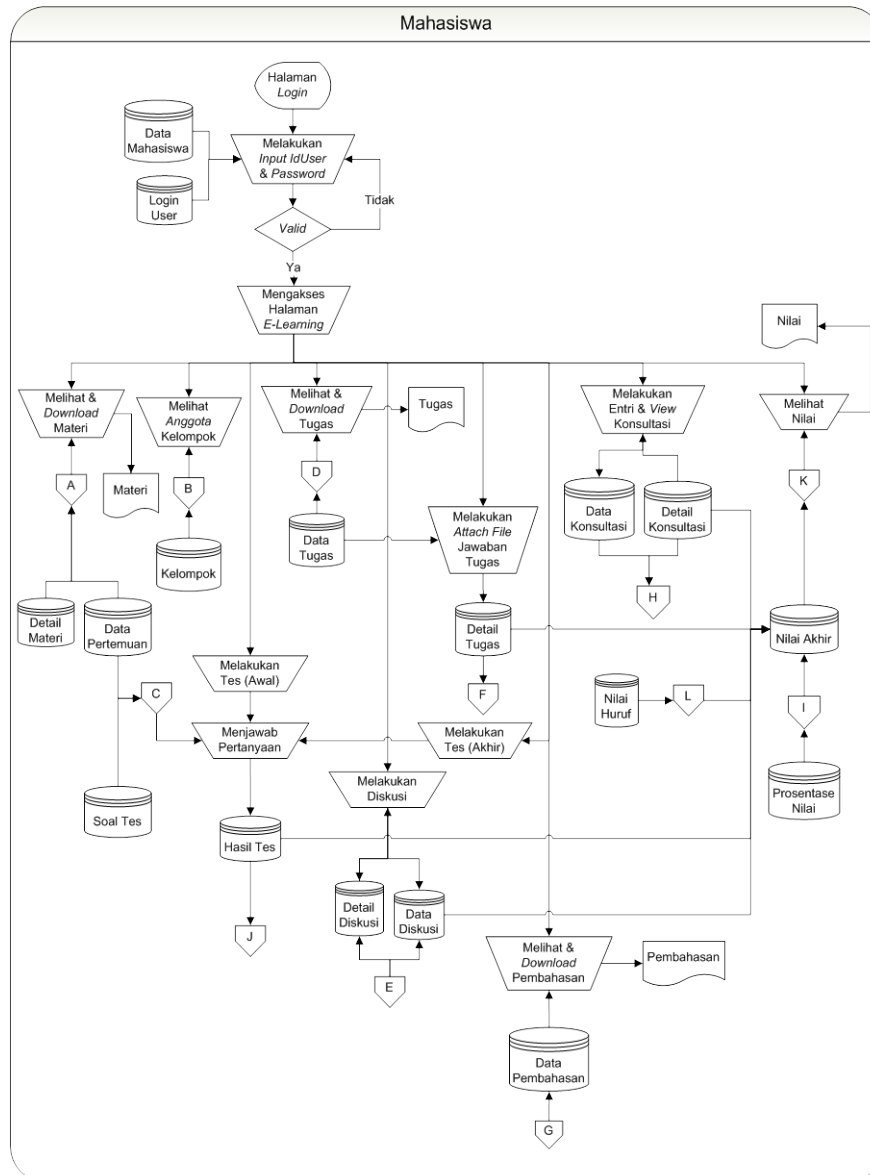 Mahasiswa
Halaman
Login
Data
Mahasiswa
Melakukan
Input IdUser
& Password
Login
User
Tidak
Valid
Ya
Mengakses
Halaman
E-Learning
Nilai
Melihat &
Download
Materi
Melihat
Anggota
Kelompok
Melihat &
Download
Tugas
Tugas
Melakukan
Entri & View
Konsultasi
Melihat
Nilai
A
Materi
B
D
K
Data
Konsultasi
Detail
Konsultasi
Kelompok
Data
Tugas
Melakukan
Attach File
Jawaban
Tugas
H
Detail
Materi
Data
Pertemuan
Detail
Tugas
Nilai Akhir
Melakukan
Tes (Awal)
C
F
Nilai
Huruf
L
I
Menjawab
Pertanyaan
Melakukan
Tes (Akhir)
Melakukan
Diskusi
Prosentase
Nilai
Soal Tes
Hasil Tes
Detail
Diskusi
Data
Diskusi
J
E
Melihat &
Download
Pembahasan
Pembahasan
Data
Pembahasan
G